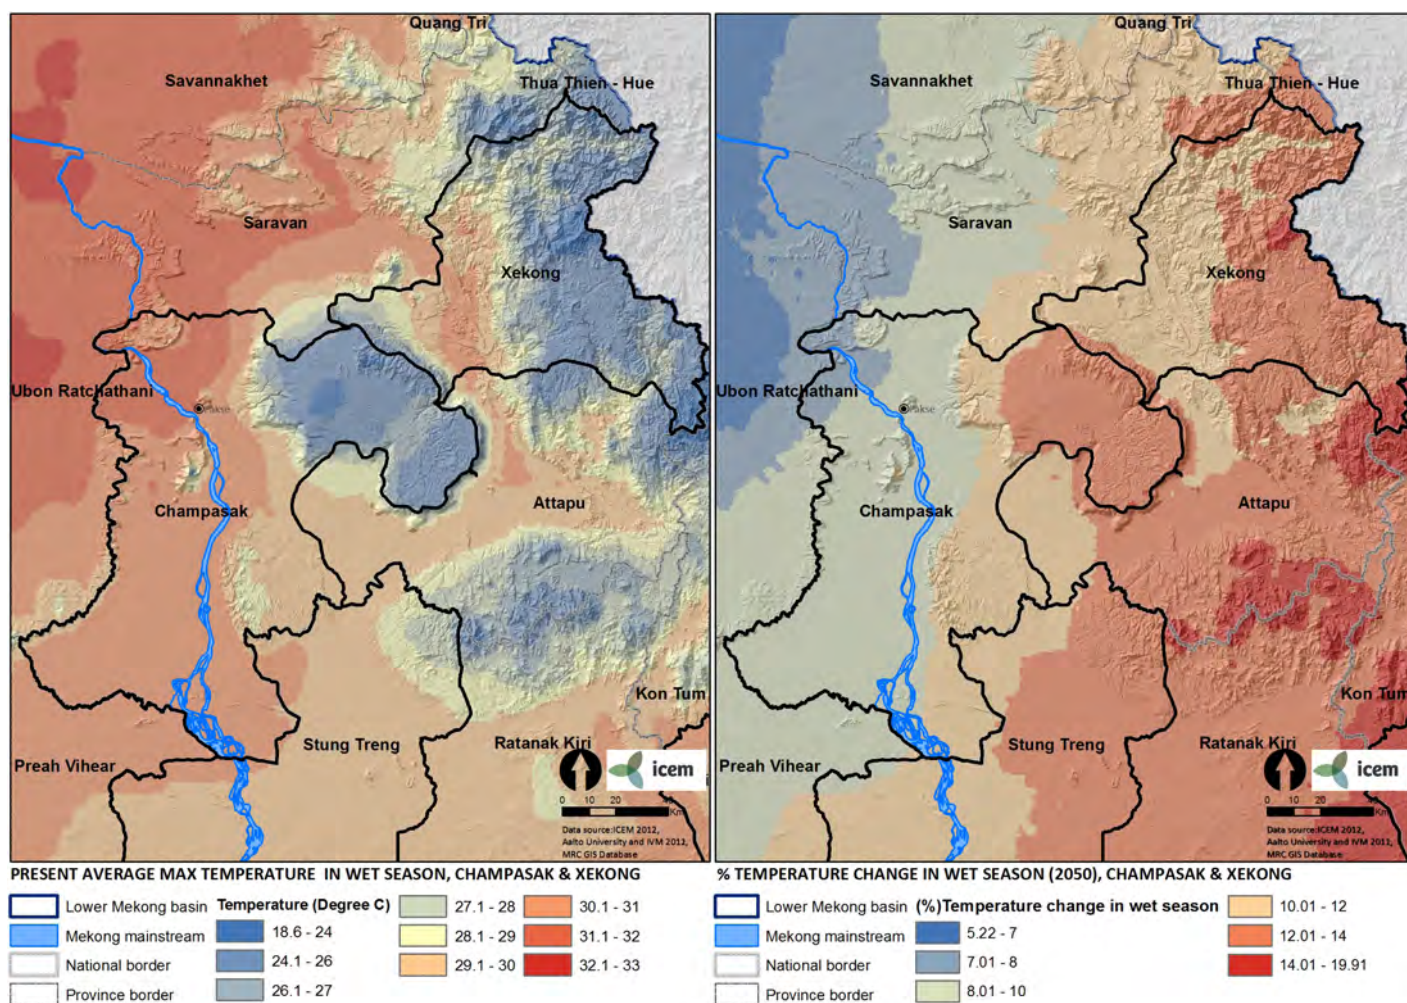 Quang Tri
Savannakhet
Thua Thien - Hue
Saravan
Xekong
Ubon Ratchathani
Pakse
Champasak
Attapu
Kon Tum
Stung Treng
Ratanak Kiri
Preah Vihear
icem
0 10 20 40
Km
Data source:ICEM 2012,
Aalto University and IVM 2012,
MRC GIS Database
PRESENT AVERAGE MAX TEMPERATURE IN WET SEASON, CHAMPASAK & XEKONG
Lower Mekong basin
Mekong mainstream
National border
Province border
Temperature (Degree C)
18.6 - 24
24.1 - 26
26.1 - 27
27.1 - 28
28.1 - 29
29.1 - 30
30.1 - 31
31.1 - 32
32.1 - 33
Quang Tri
Savannakhet
Thua Thien - Hue
Saravan
Xekong
Ubon Ratchathani
Pakse
Champasak
Attapu
Kon Tum
Stung Treng
Ratanak Kiri
Preah Vihear
icem
0 10 20 40
Km
Data source:ICEM 2012,
Aalto University and IVM 2012,
MRC GIS Database
% TEMPERATURE CHANGE IN WET SEASON (2050), CHAMPASAK & XEKONG
Lower Mekong basin
Mekong mainstream
National border
Province border
(%)Temperature change in wet season
5.22 - 7
7.01 - 8
8.01 - 10
10.01 - 12
12.01 - 14
14.01 - 19.91